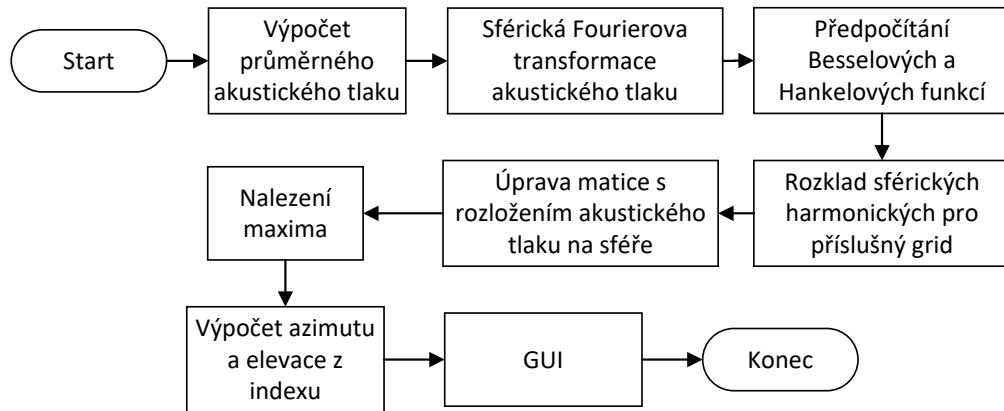 Start
Výpočet
průměrného
akustického tlaku
Sférická Fourierova
transformace
akustického tlaku
Předpočítání
Besselových a
Hankelových funkcí
Rozklad sférických
harmonických pro
příslušný grid
Úprava matice s
rozložením akustického
tlaku na sféře
Nalezení
maxima
Výpočet azimutu
a elevace z
indexu
GUI
Konec